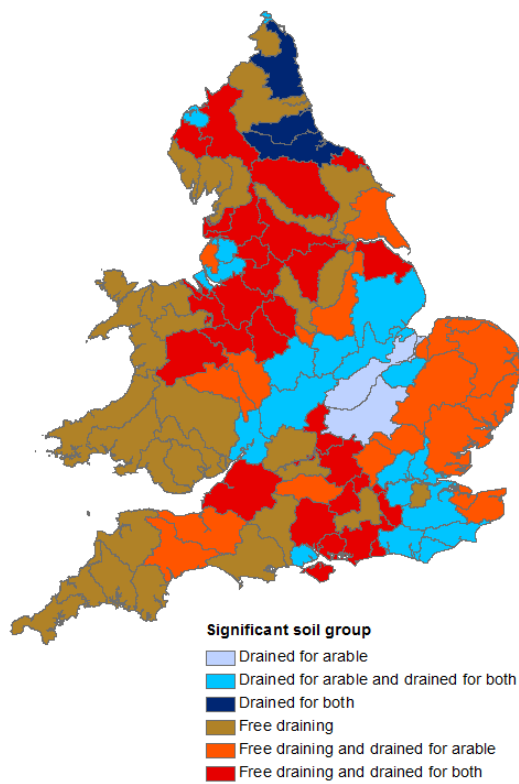 Significant soil group
Drained for arable
Drained for arable and drained for both
Drained for both
Free draining
Free draining and drained for arable
Free draining and drained for both